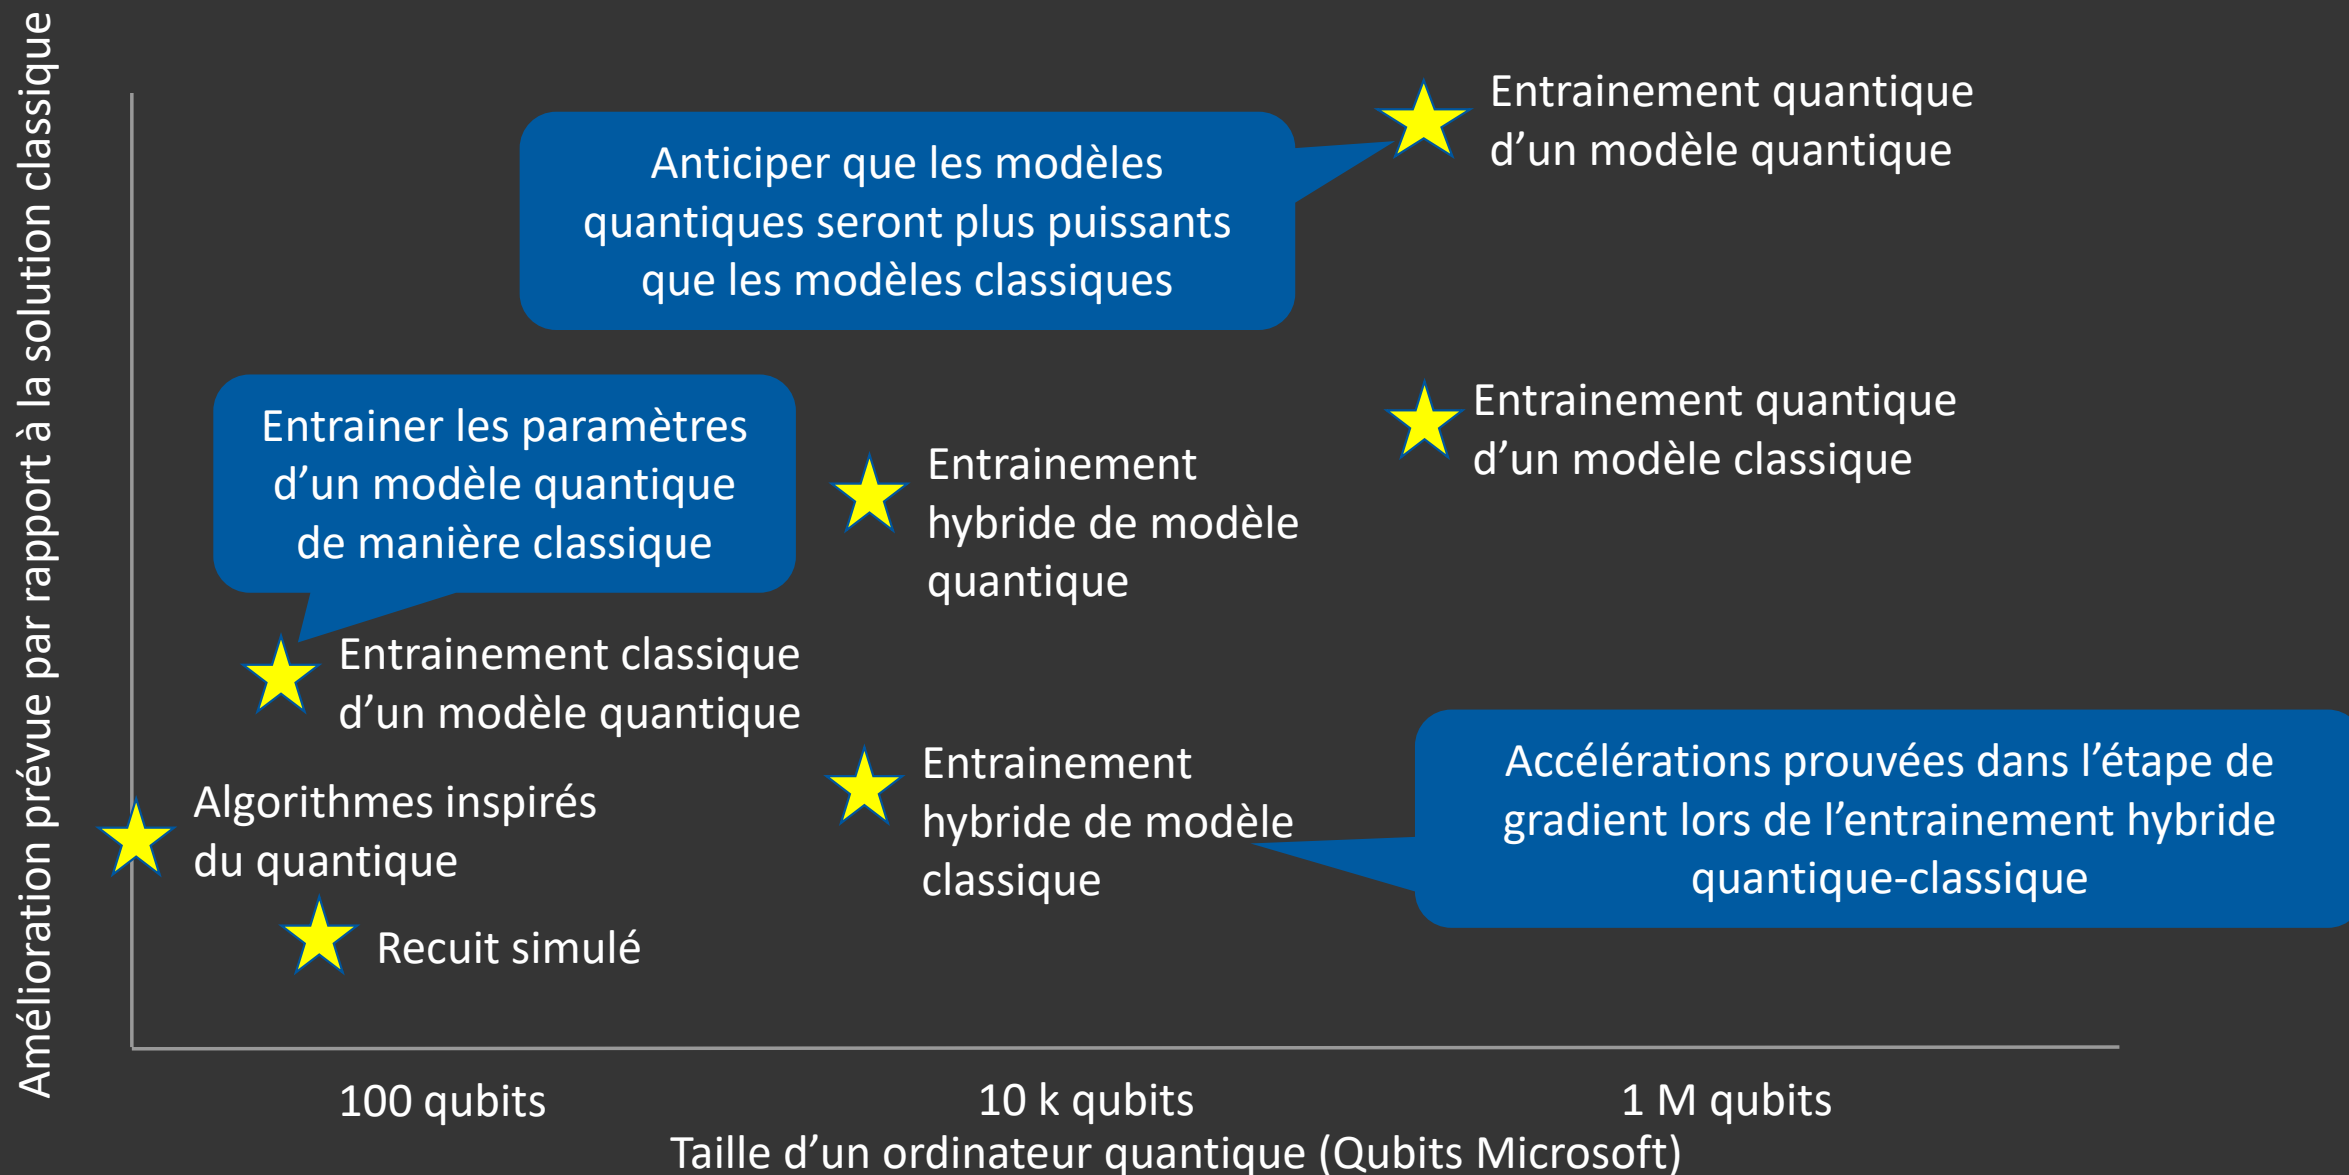 Amélioration prévue par rapport à la solution classique
Entrainement quantique
d’un modèle quantique
Anticiper que les modèles
quantiques seront plus puissants
que les modèles classiques
Entrainement quantique
d’un modèle classique
Entrainer les paramètres
d’un modèle quantique
de manière classique
Entrainement
hybride de modèle
quantique
Entrainement classique
d’un modèle quantique
Entrainement
hybride de modèle
classique
Accélérations prouvées dans l’étape de
gradient lors de l’entrainement hybride
quantique-classique
Algorithmes inspirés
du quantique
Recuit simulé
100 qubits
10 k qubits
1 M qubits
Taille d’un ordinateur quantique (Qubits Microsoft)